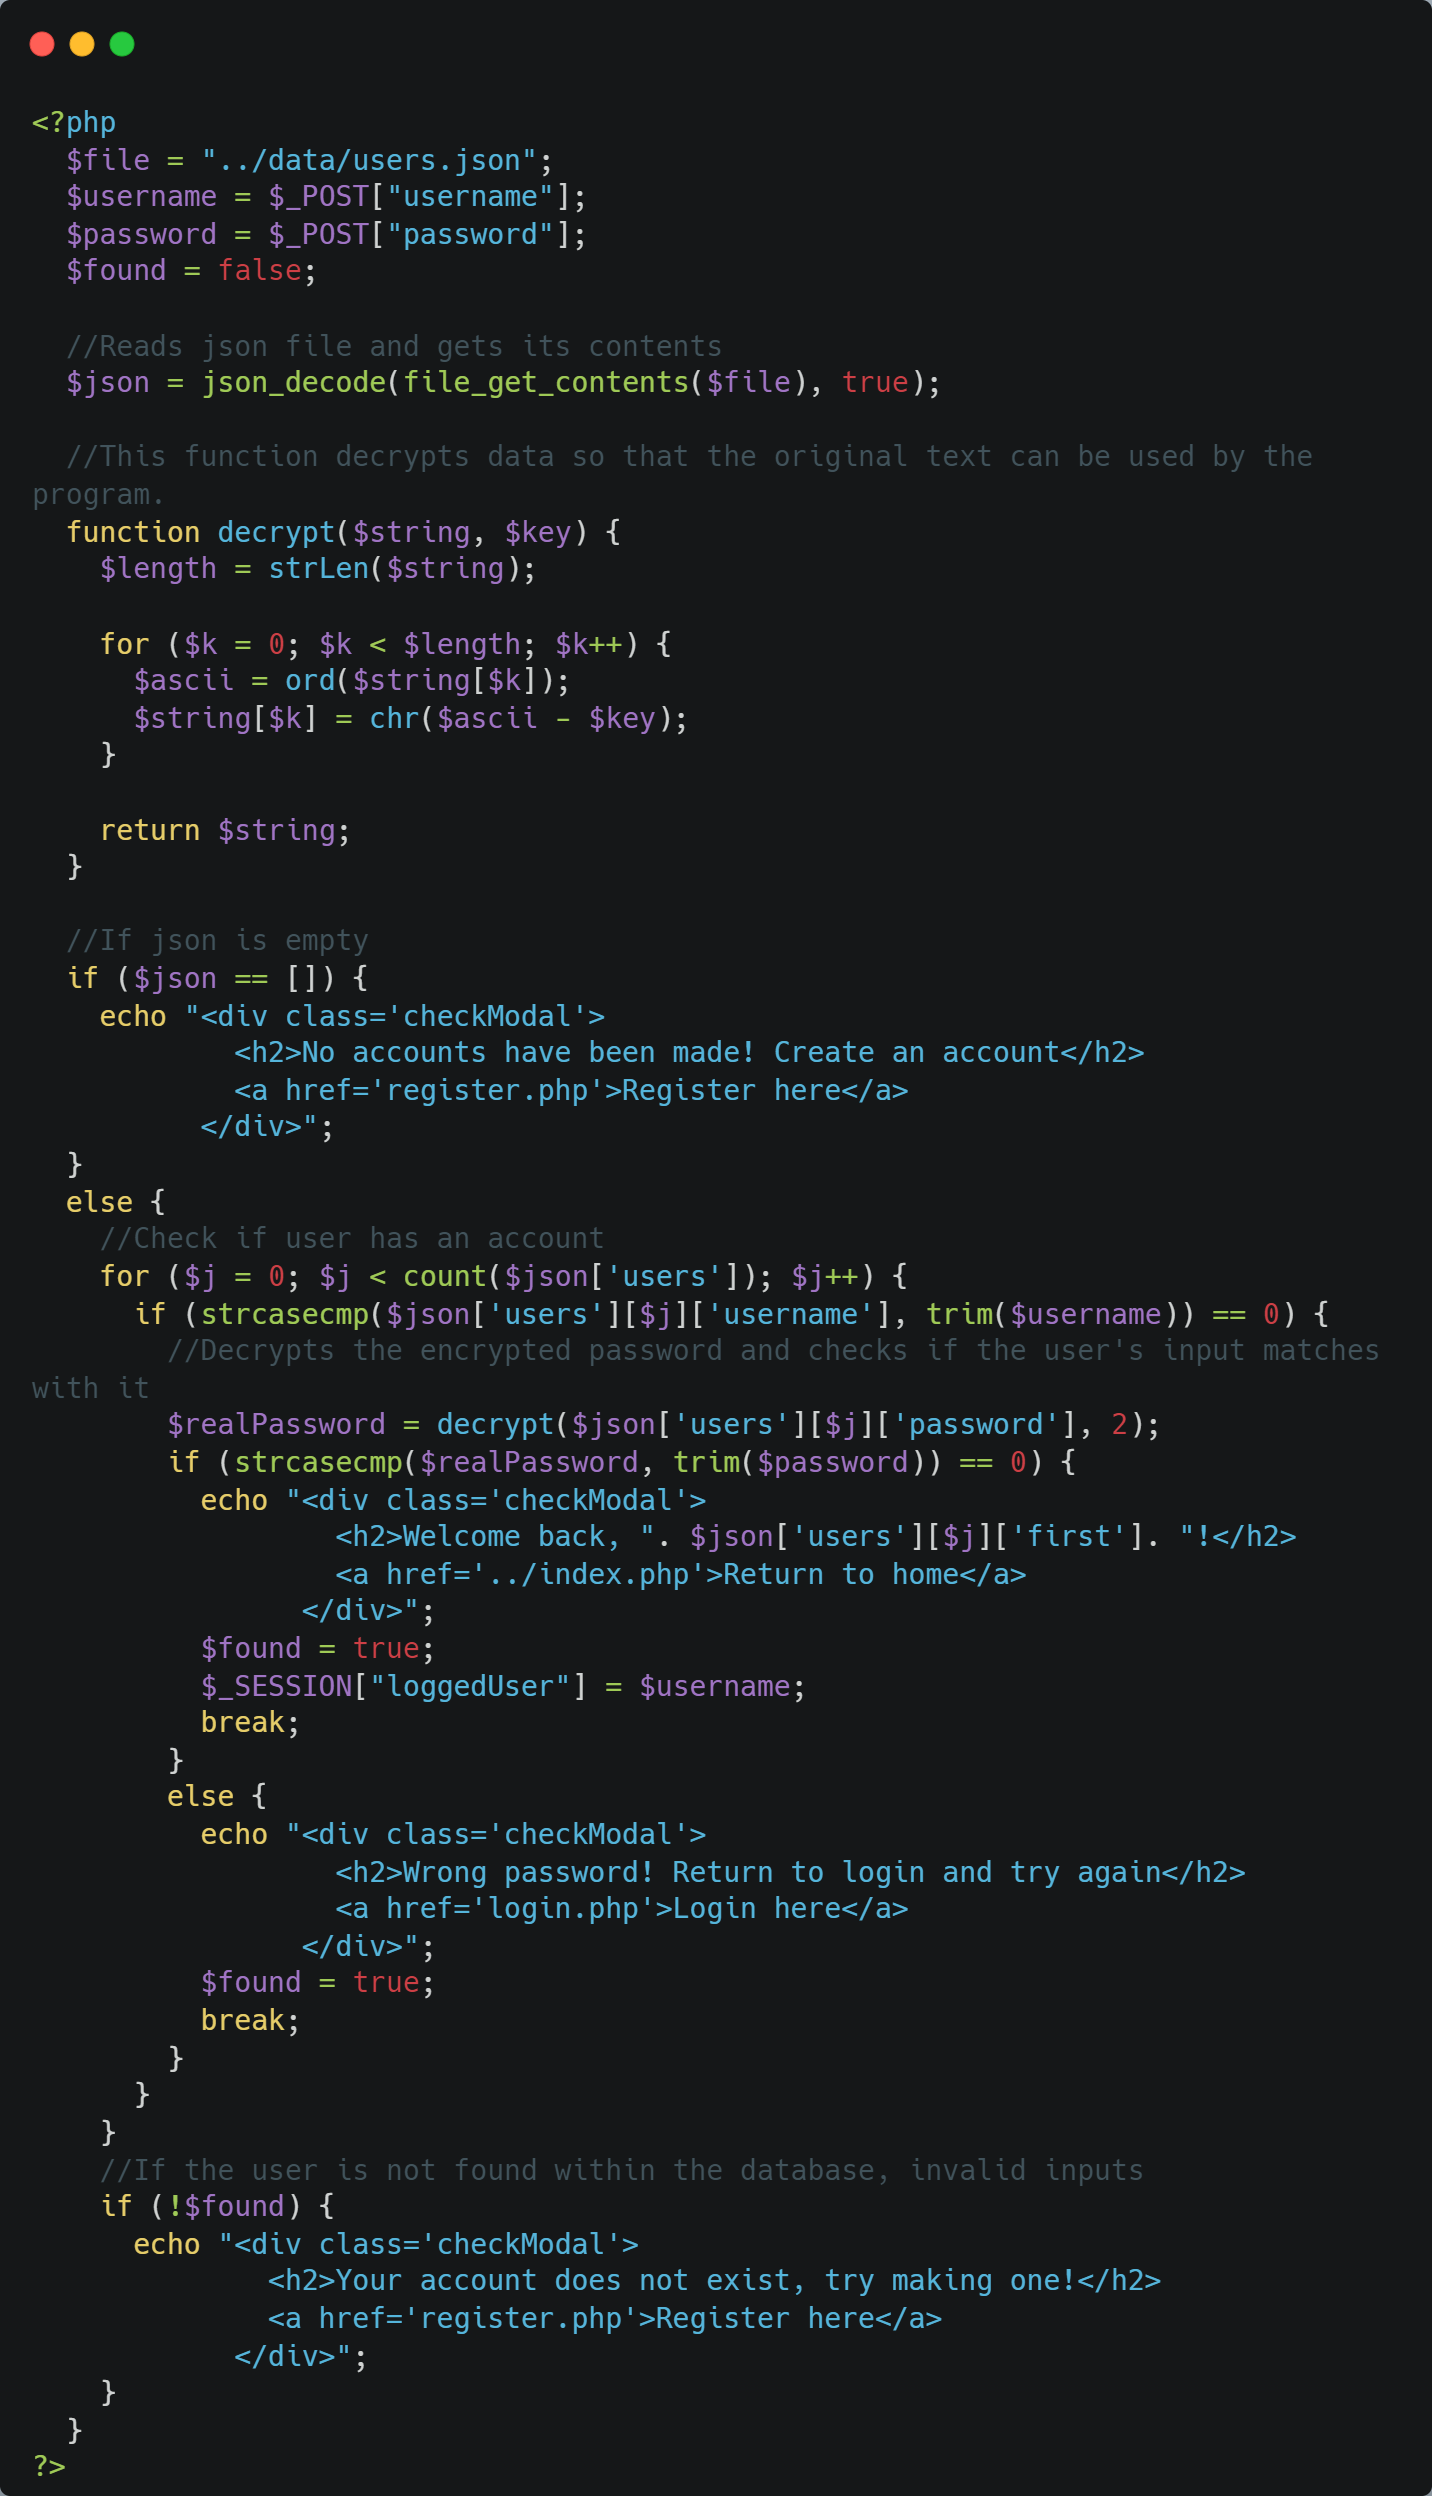 <?php
  $file = "../data/users.json";
  $username = $_POST["username"];
  $password = $_POST["password"];
  $found = false;

  //Reads json file and gets its contents
  $json = json_decode(file_get_contents($file), true);

  //This function decrypts data so that the original text can be used by the
program.
  function decrypt($string, $key) {
    $length = strLen($string);

    for ($k = 0; $k < $length; $k++) {
      $ascii = ord($string[$k]);
      $string[$k] = chr($ascii - $key);
    }

    return $string;
  }

  //If json is empty
  if ($json == []) {
    echo "<div class='checkModal'>
            <h2>No accounts have been made! Create an account</h2>
            <a href='register.php'>Register here</a>
          </div>";
  }
  else {
    //Check if user has an account
    for ($j = 0; $j < count($json['users']); $j++) {
      if (strcasecmp($json['users'][$j]['username'], trim($username)) == 0) {
        //Decrypts the encrypted password and checks if the user's input matches
with it
        $realPassword = decrypt($json['users'][$j]['password'], 2);
        if (strcasecmp($realPassword, trim($password)) == 0) {
          echo "<div class='checkModal'>
                  <h2>Welcome back, ". $json['users'][$j]['first']. "!</h2>
                  <a href='../index.php'>Return to home</a>
                </div>";
          $found = true;
          $_SESSION["loggedUser"] = $username;
          break;
        }
        else {
          echo "<div class='checkModal'>
                  <h2>Wrong password! Return to login and try again</h2>
                  <a href='login.php'>Login here</a>
                </div>";
          $found = true;
          break;
        }
      }
    }
    //If the user is not found within the database, invalid inputs
    if (!$found) {
      echo "<div class='checkModal'>
              <h2>Your account does not exist, try making one!</h2>
              <a href='register.php'>Register here</a>
            </div>";
    }
  }
?>